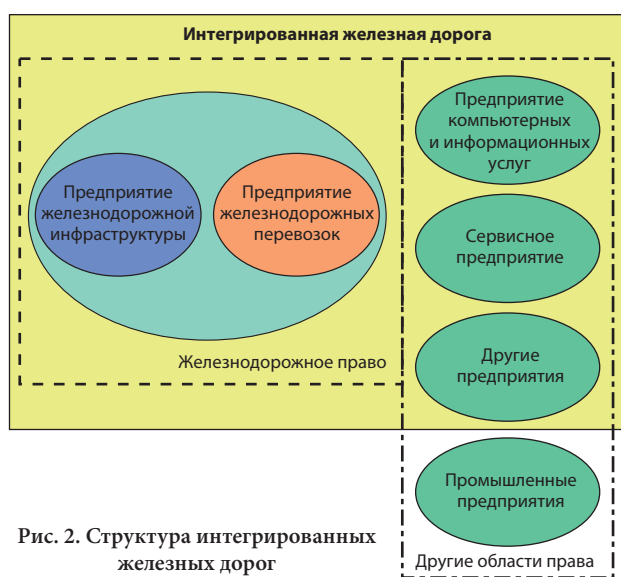 Интегрированная железная дорога
Предприятие
железнодорожной
инфраструктуры
Предприятие
железнодорожных
перевозок
Железнодорожное право
Предприятие
компьютерных
и информационных
услуг
Сервисное
предприятие
Другие
предприятия
Промышленные
предприятия
Другие области права
Рис. 2. Структура интегрированных
железных дорог